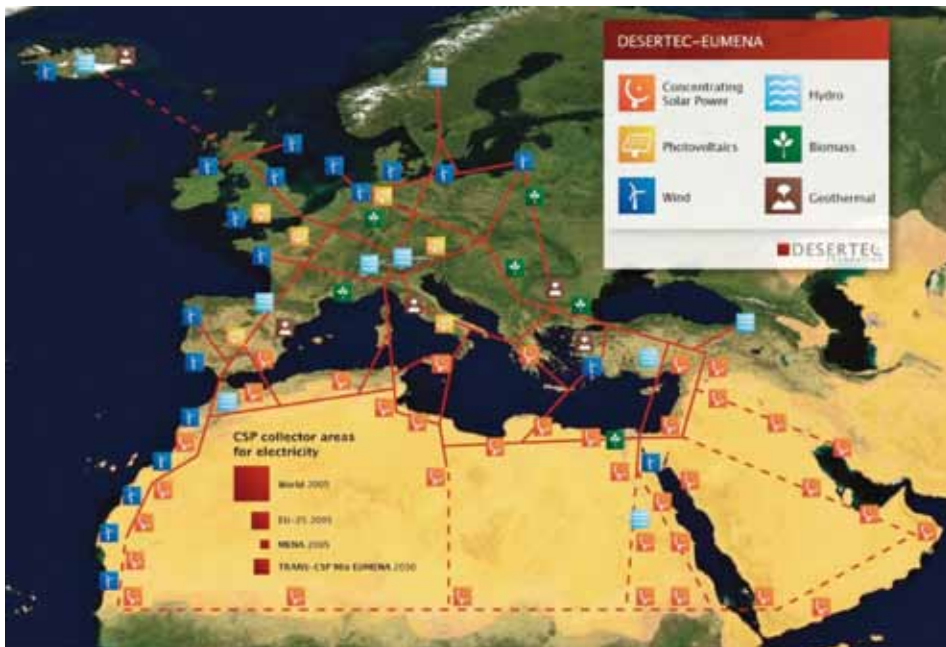 DESERTEC–EUMENA
Concentrating
Solar Power
Hydro
Photovoltaics
Biomass
Wind
Geothermal
DESERTEC
FOUNDATION
CSP collector areas
for electricity
World 2005
EU-25 2005
MENA 2005
TRANS-CSP Mix EUMENA 2050